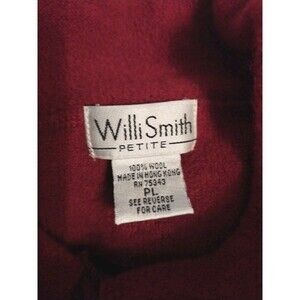 WilliSmith
PETITE
100% WOOL
MADE IN HONG KONG
RN 75343
PL
SEE REVERSE
FOR CARE